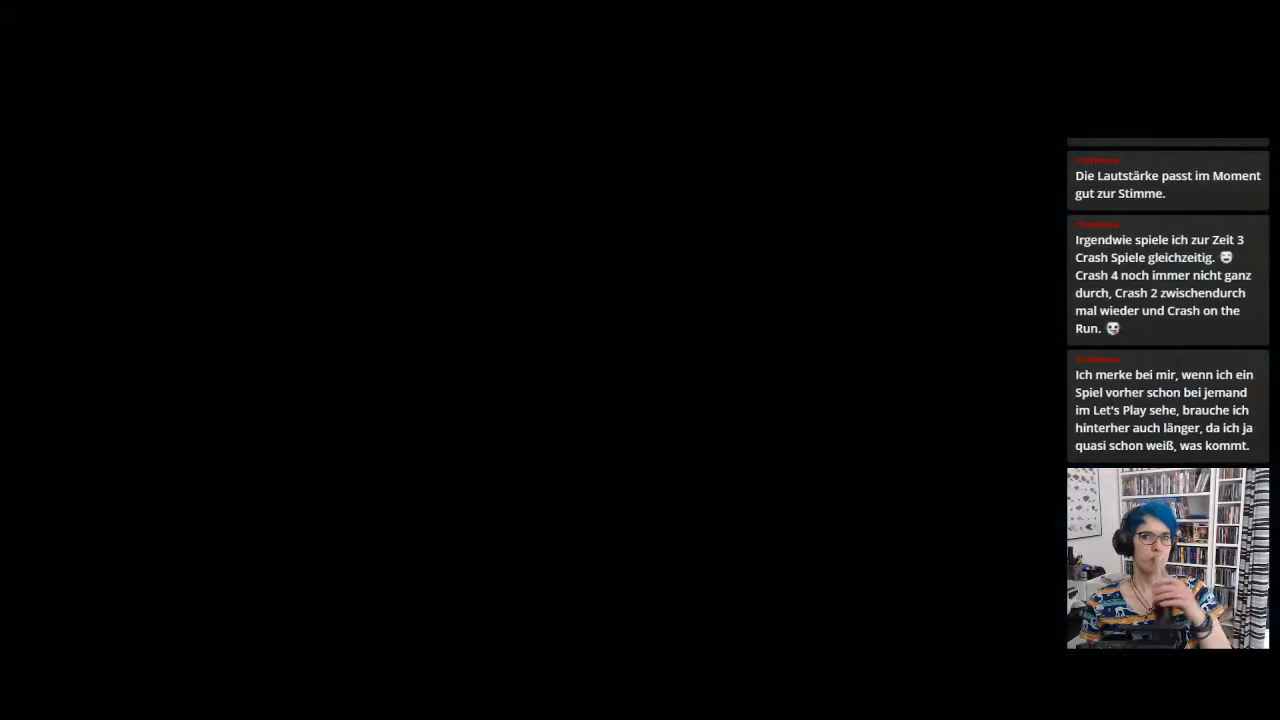 Die Lautstärke passt im Moment
gut zur Stimme.
Irgendwie spiele ich zur Zeit 3
Crash Spiele gleichzeitig.
Crash 4 noch immer nicht ganz
durch, Crash 2 zwischendurch
mal wieder und Crash on the
Run.
Ich merke bei mir, wenn ich ein
Spiel vorher schon bei jemand
im Let's Play sehe, brauche ich
hinterher auch länger, da ich ja
quasi schon weiß, was kommt.